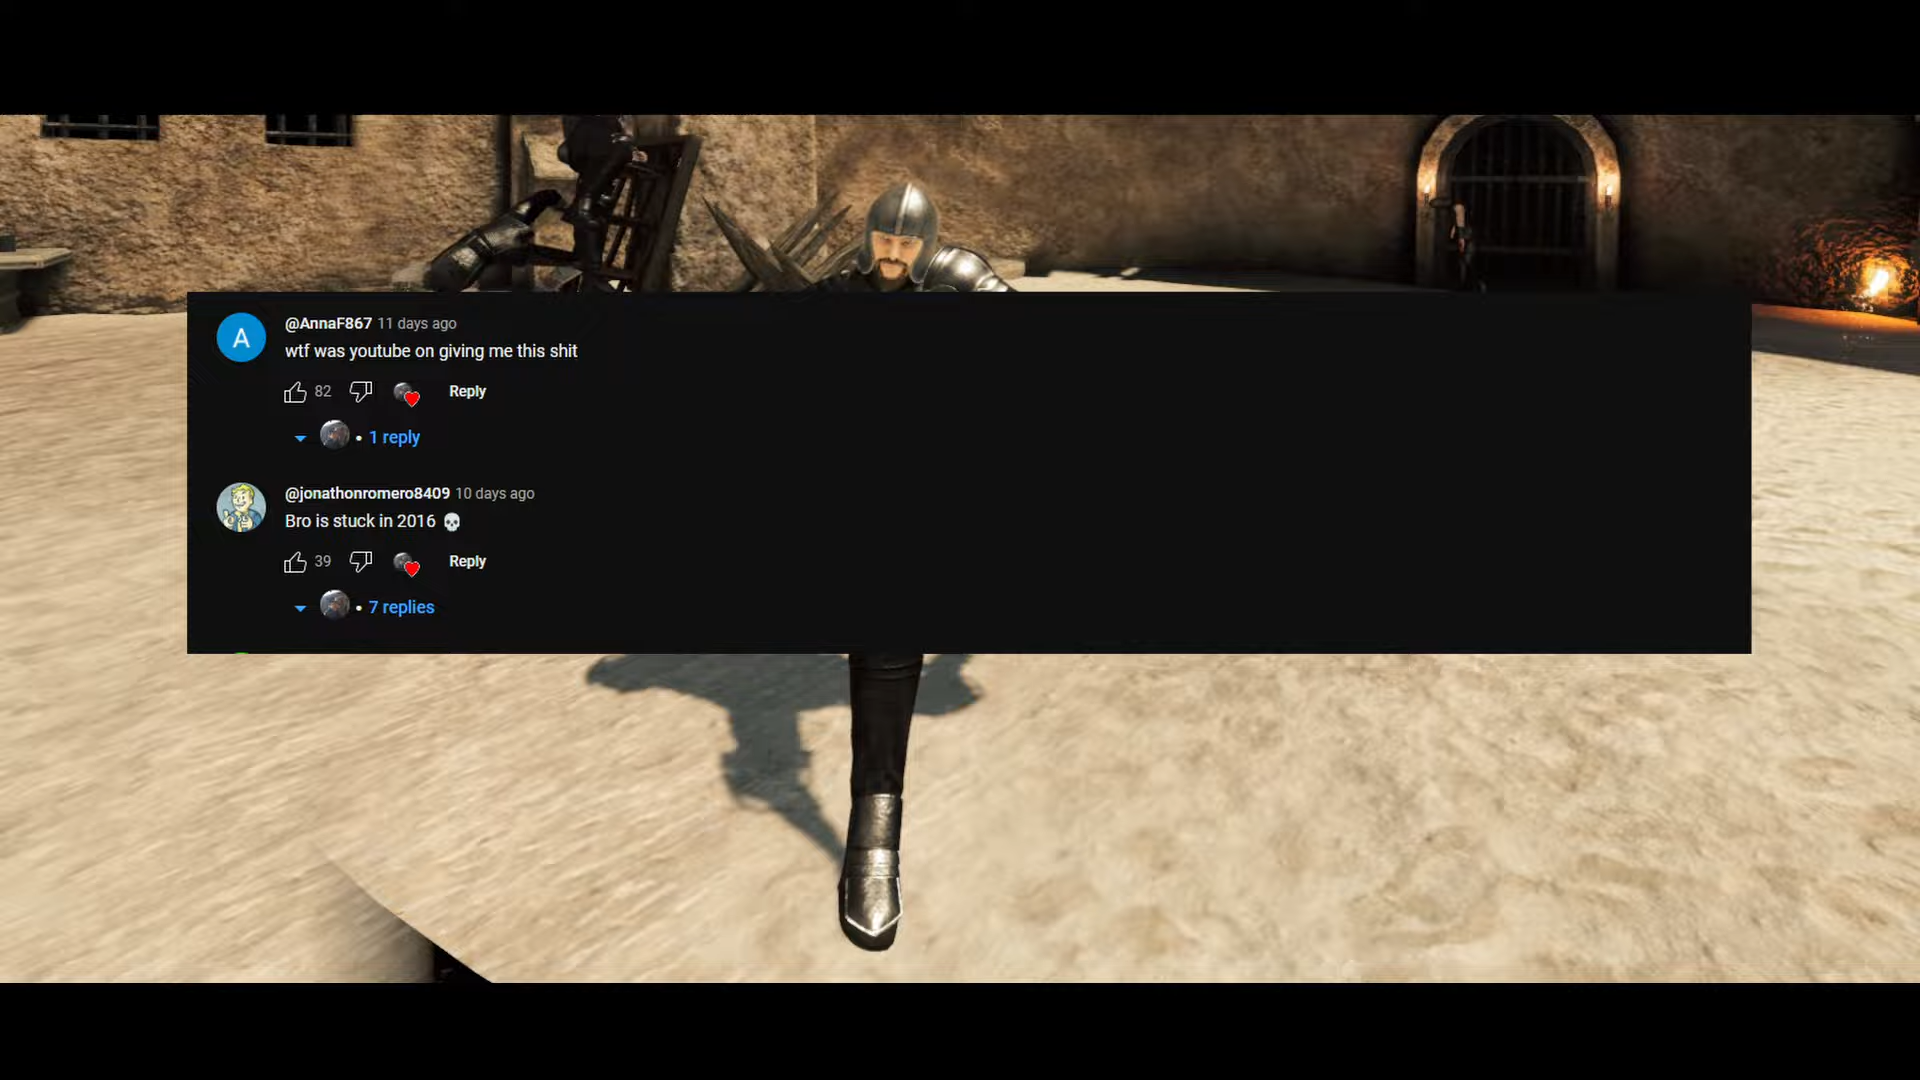 A
@AnnaF867 11 days ago
wtf was youtube on giving me this shit
82 Reply
• 1 reply
@jonathonromero8409 10 days ago
Bro is stuck in 2016 💀
39 Reply
• 7 replies